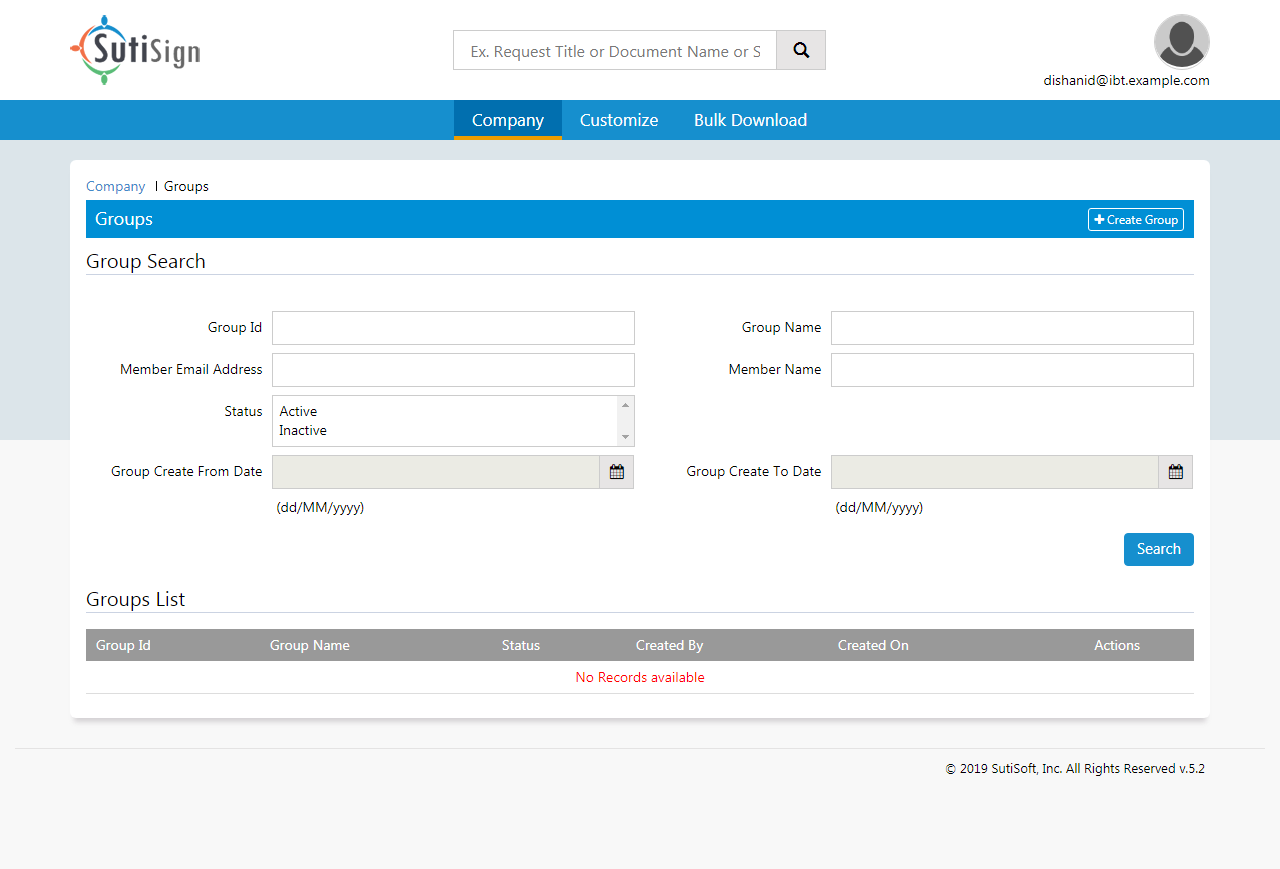 SutiSign
Ex. Request Title or Document Name or S
dishanid@ibt.example.com
Company Customize Bulk Download
Company | Groups
Groups
Create Group
Group Search
Group Id
Group Name
Member Email Address
Member Name
Status
Active
Inactive
Group Create From Date
Group Create To Date
(dd/MM/yyyy)
(dd/MM/yyyy)
Search
Groups List
Group Id Group Name Status Created By Created On Actions
No Records available
© 2019 SutiSoft, Inc. All Rights Reserved v.5.2